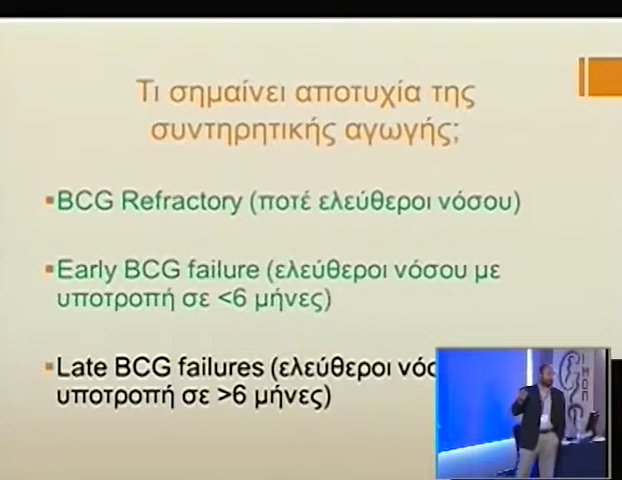 Τι σημαίνει αποτυχία της
συντηρητικής αγωγής;
BCG Refractory (ποτέ ελεύθεροι νόσου)
Early BCG failure (ελεύθεροι νόσου με
υποτροπή σε <6 μήνες)
Late BCG failures (ελεύθεροι
υποτροπή σε >6 μήνες)